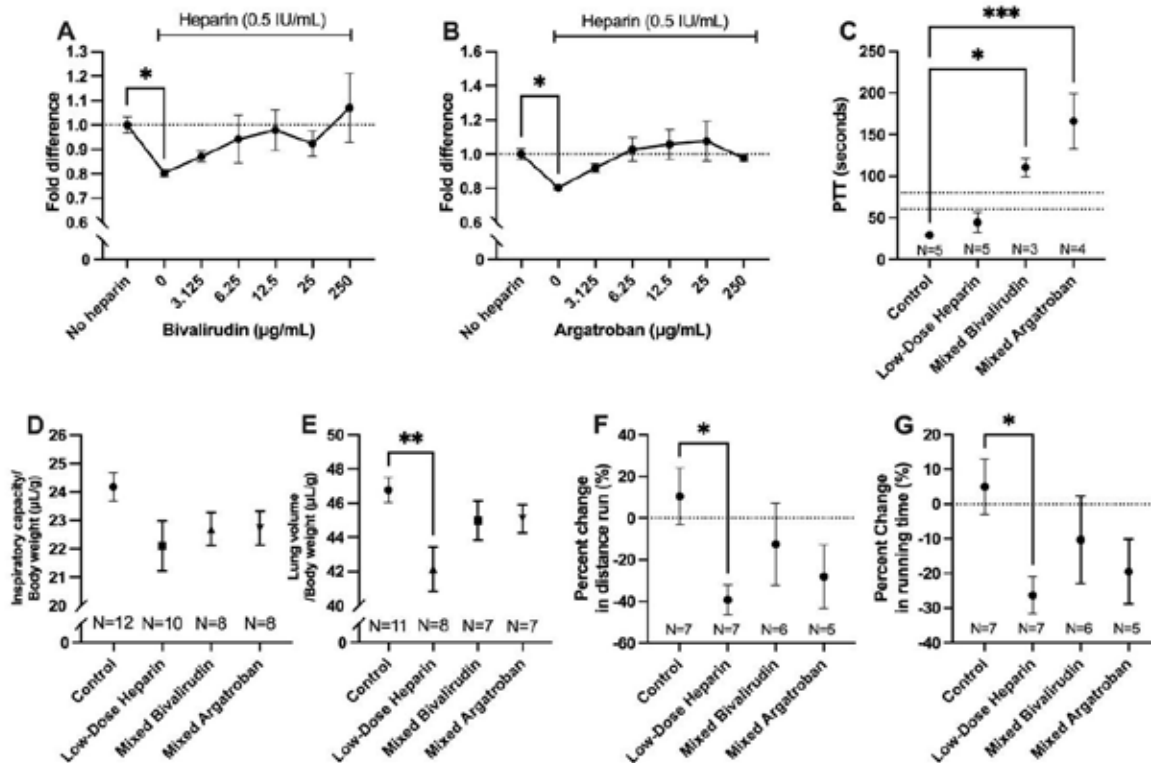 A
Heparin (0.5 IU/mL)
*
Fold difference
1.3
1.2
1.1
1.0
0.9
0.8
0.7
0.6
0
No heparin
0
3.125
6.25
12.5
25
250
Bivalirudin (µg/mL)
B
Heparin (0.5 IU/mL)
*
Fold difference
1.6
1.4
1.2
1.0
0.8
0.6
0
No heparin
0
3.125
6.25
12.5
25
250
Argatroban (µg/mL)
C
***
*
PTT (seconds)
250
200
150
100
50
0
N=5
N=5
N=3
N=4
Control
Low-Dose Heparin
Mixed Bivalirudin
Mixed Argatroban
D
Inspiratory capacity/
Body weight (µL/g)
26
25
24
23
22
21
20
0
N=12
N=10
N=8
N=8
Control
Low-Dose Heparin
Mixed Bivalirudin
Mixed Argatroban
E
**
Lung volume
/Body weight (µL/g)
50
48
46
44
42
40
0
N=11
N=8
N=7
N=7
Control
Low-Dose Heparin
Mixed Bivalirudin
Mixed Argatroban
F
*
Percent change
in distance run (%)
40
20
0
-20
-40
-60
N=7
N=7
N=6
N=5
Control
Low-Dose Heparin
Mixed Bivalirudin
Mixed Argatroban
G
*
Percent Change
in running time (%)
20
10
0
-10
-20
-30
-40
N=7
N=7
N=6
N=5
Control
Low-Dose Heparin
Mixed Bivalirudin
Mixed Argatroban